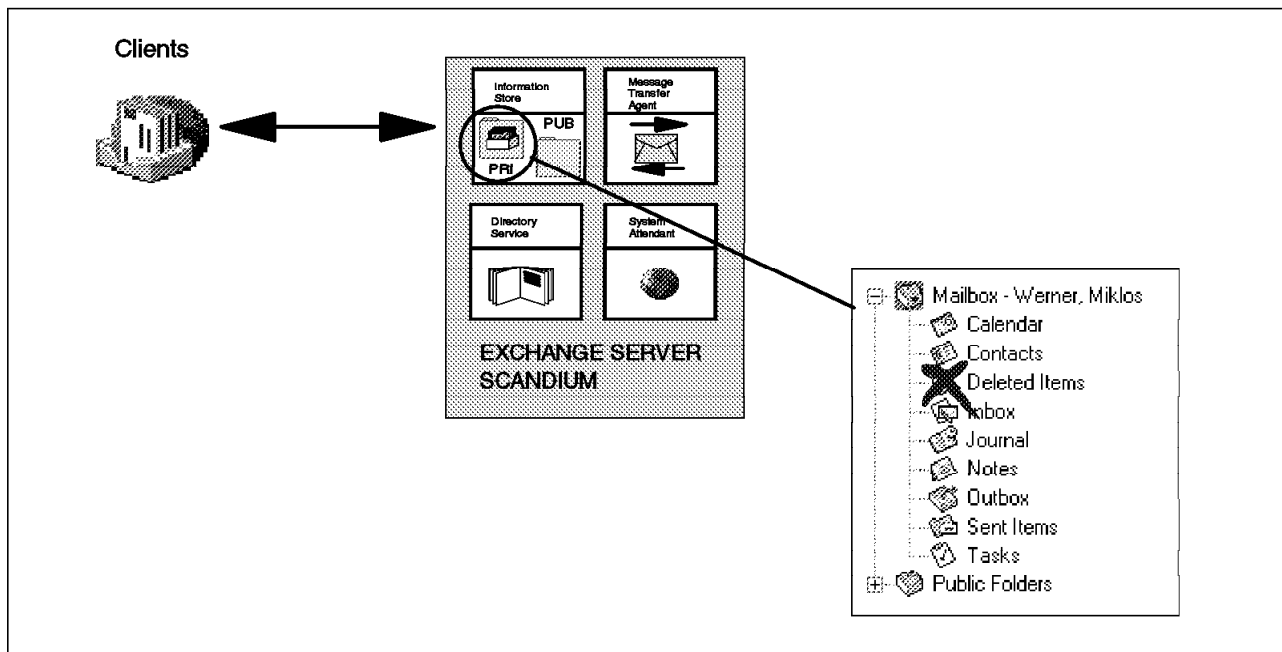 Clients
Information
Store
PUB
PRI
Message
Transfer
Agent
Directory
Service
System
Attendant
EXCHANGE SERVER
SCANDIUM
Mailbox - Werner, Miklos
Calendar
Contacts
Deleted Items
Inbox
Journal
Notes
Outbox
Sent Items
Tasks
Public Folders